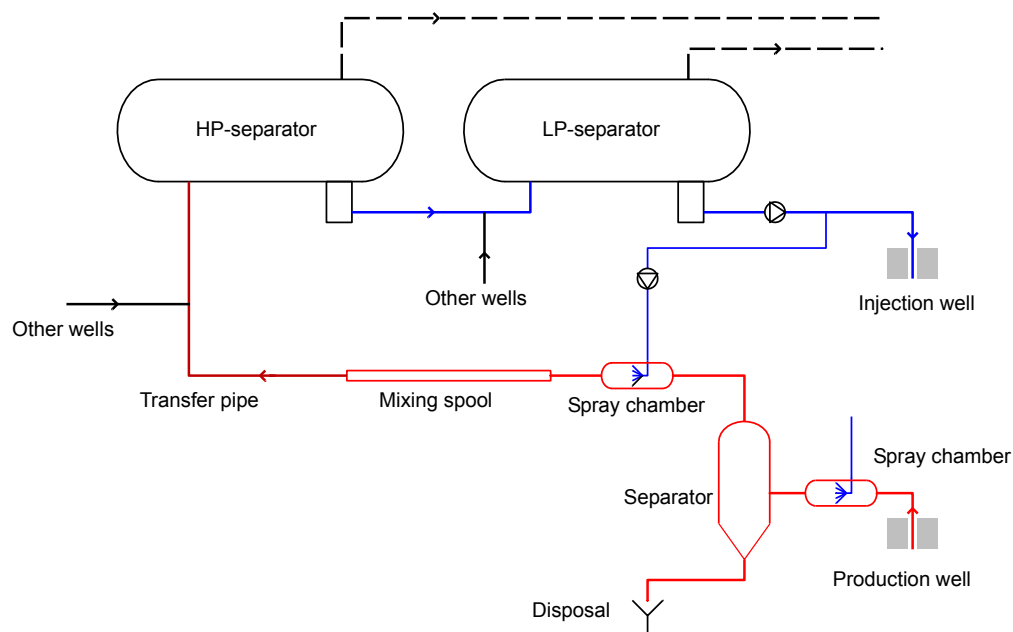 HP-separator
LP-separator
Other wells
Injection well
Other wells
Transfer pipe
Mixing spool
Spray chamber
Spray chamber
Separator
Production well
Disposal